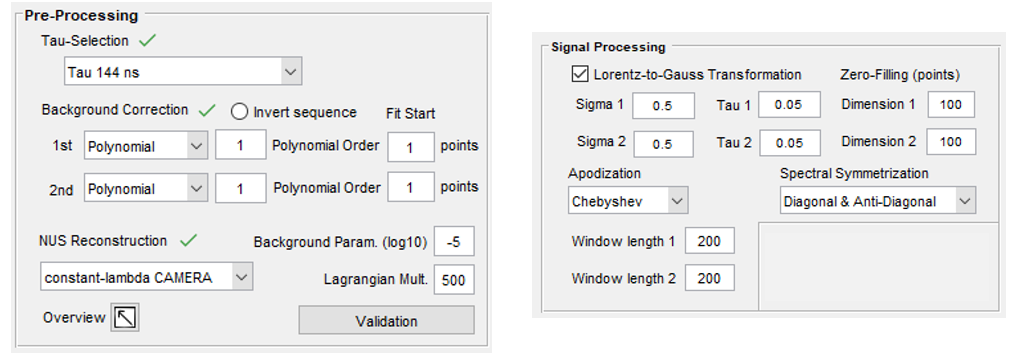 Pre-Processing
Tau-Selection
Tau 144 ns
Background Correction Invert sequence Fit Start
1st Polynomial 1 Polynomial Order 1 points
2nd Polynomial 1 Polynomial Order 1 points
NUS Reconstruction Background Param. (log10) -5
constant-lambda CAMERA Lagrangian Mult. 500
Overview Validation
Signal Processing
Lorentz-to-Gauss Transformation Zero-Filling (points)
Sigma 1 0.5 Tau 1 0.05 Dimension 1 100
Sigma 2 0.5 Tau 2 0.05 Dimension 2 100
Apodization Spectral Symmetrization
Chebyshev Diagonal & Anti-Diagonal
Window length 1 200
Window length 2 200